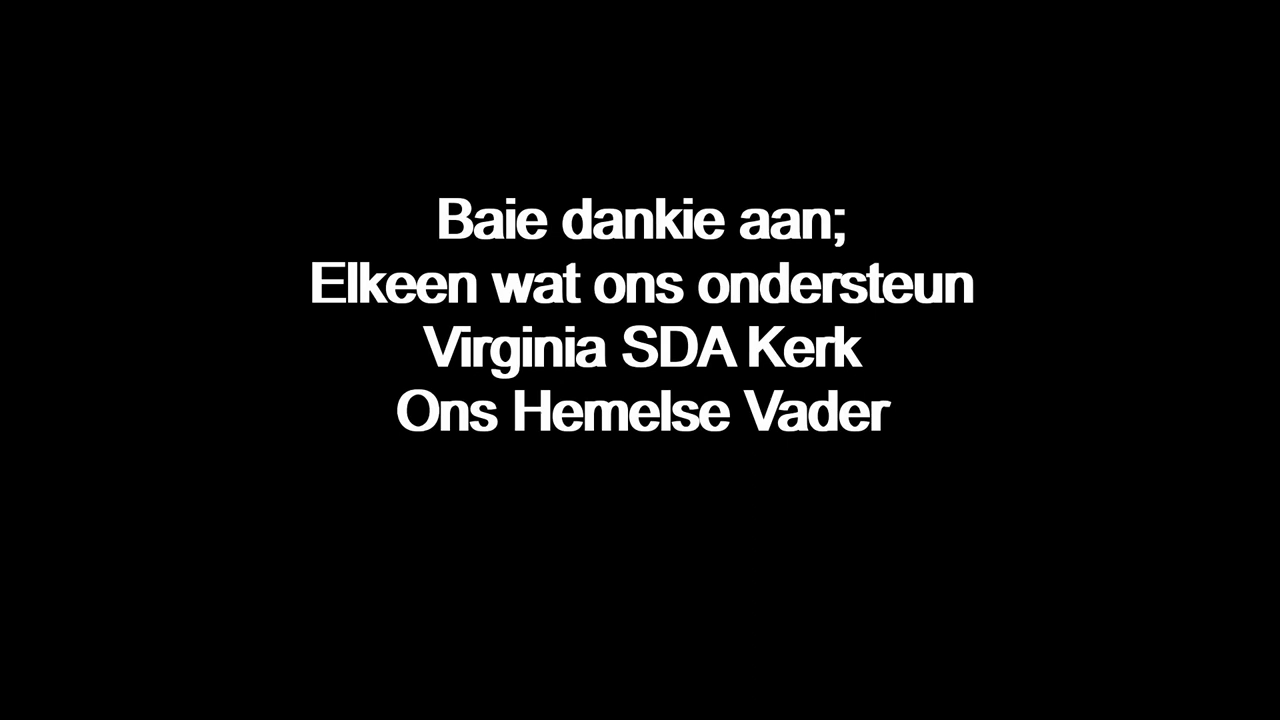 Baie dankie aan;
Elkeen wat ons ondersteun
Virginia SDA Kerk
Ons Hemelse Vader